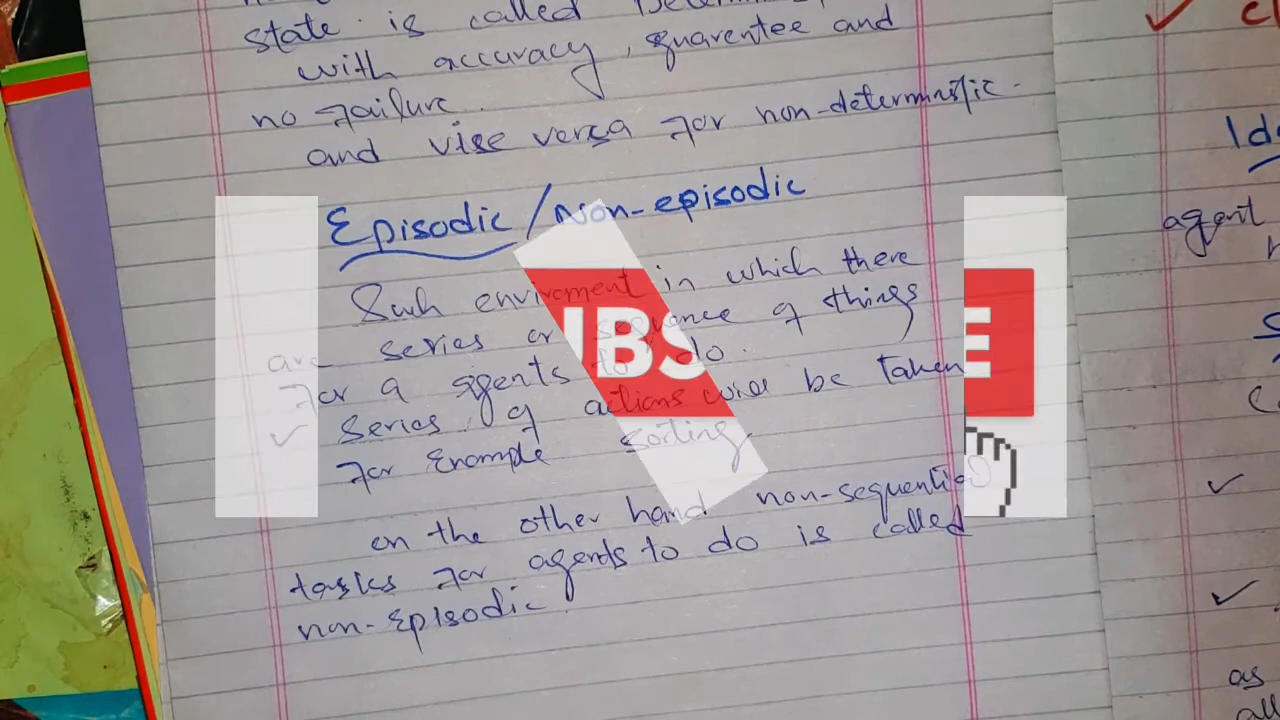 state is called
with accuracy, guarentee and
no failure.
and vise versa for non-deterministic.
Episodic / Non-episodic
Such enviroment in which there
are series or sequence of things
for a agents to do.
✓ Series of actions will be taken
for Example sorting
on the other hand non-sequential
tasks for agents to do is called
non-Episodic.
IBS
E
agent
✓
✓
as